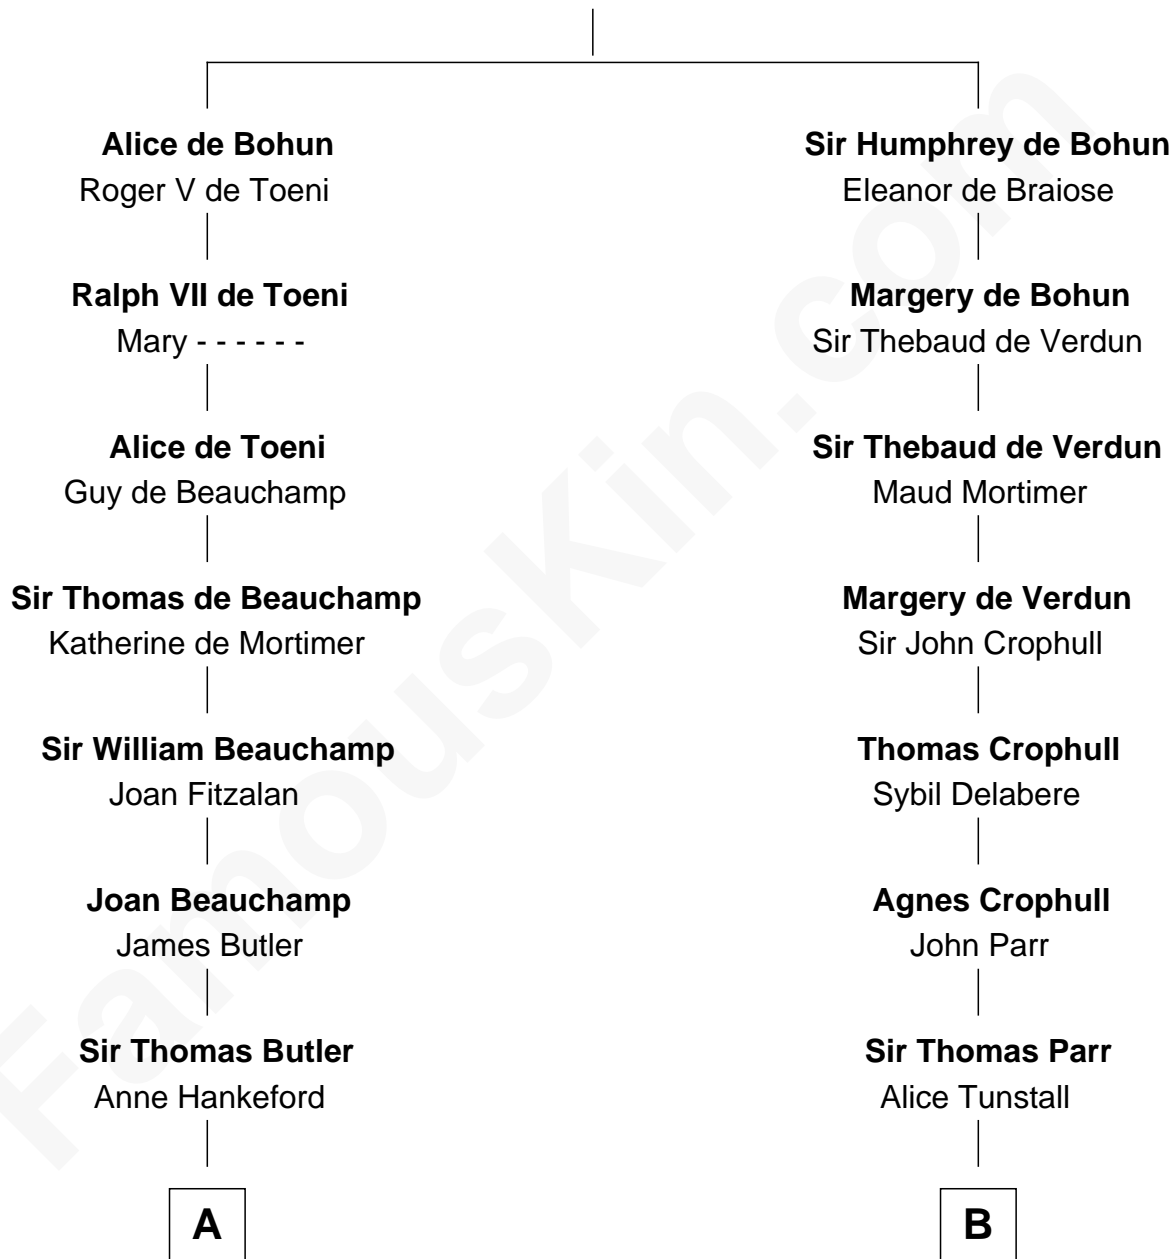 Alice de Bohun
Roger V de Toeni
Ralph VII de Toeni
Mary - - - - - -
Alice de Toeni
Guy de Beauchamp
Sir Thomas de Beauchamp
Katherine de Mortimer
Sir William Beauchamp
Joan Fitzalan
Joan Beauchamp
James Butler
Sir Thomas Butler
Anne Hankeford
A
Sir Humphrey de Bohun
Eleanor de Braiose
Margery de Bohun
Sir Thebaud de Verdun
Sir Thebaud de Verdun
Maud Mortimer
Margery de Verdun
Sir John Crophull
Thomas Crophull
Sybil Delabere
Agnes Crophull
John Parr
Sir Thomas Parr
Alice Tunstall
B
FamousKin.com